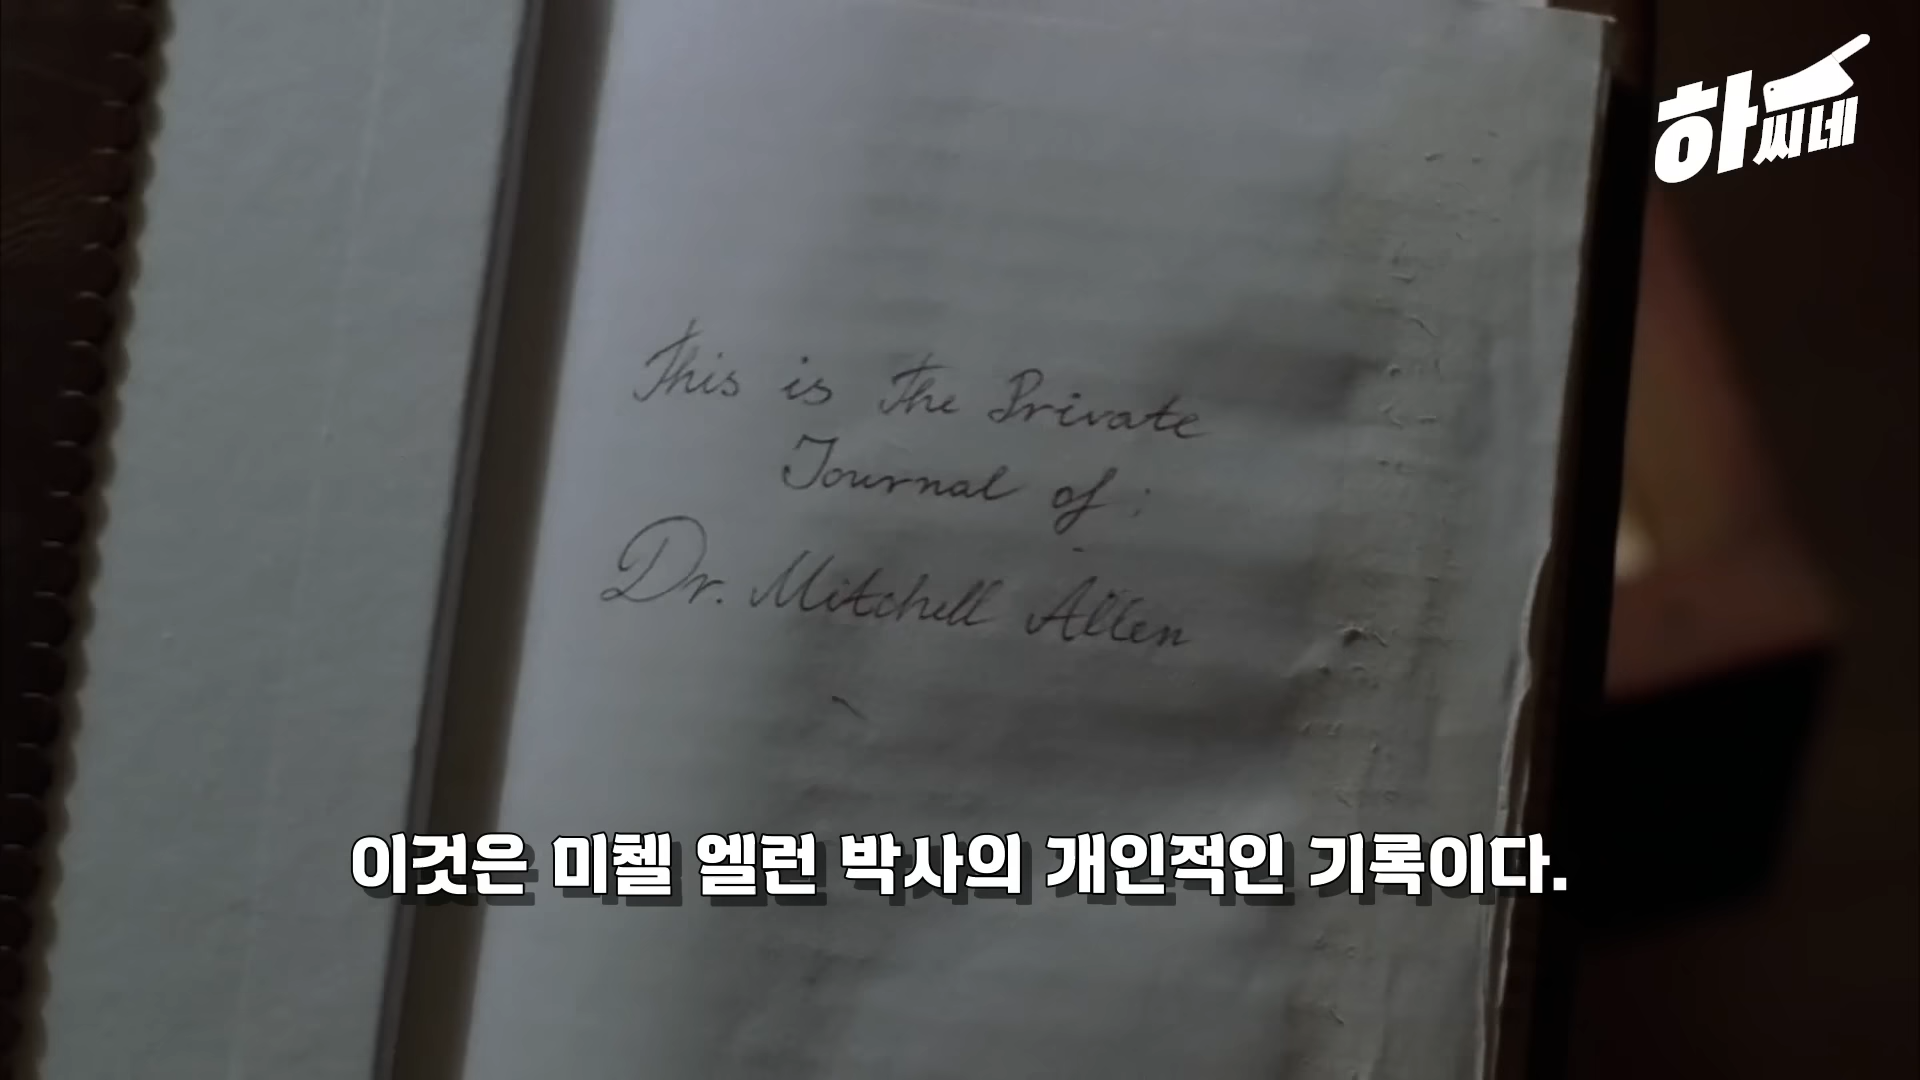 하씨네
This is the Private
Journal of:
Dr. Mitchell Allen
이것은 미첼 엘런 박사의 개인적인 기록이다.